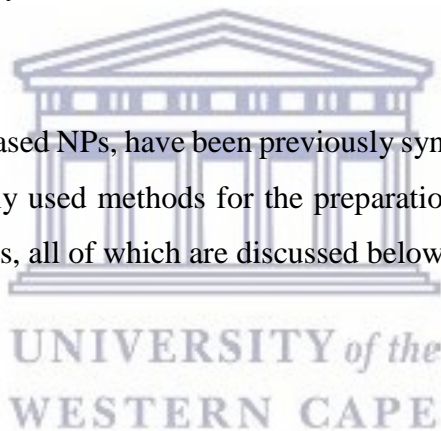 ased NPs, have been previously syn
y used methods for the preparatio
s, all of which are discussed below
UNIVERSITY of the
WESTERN CAPE